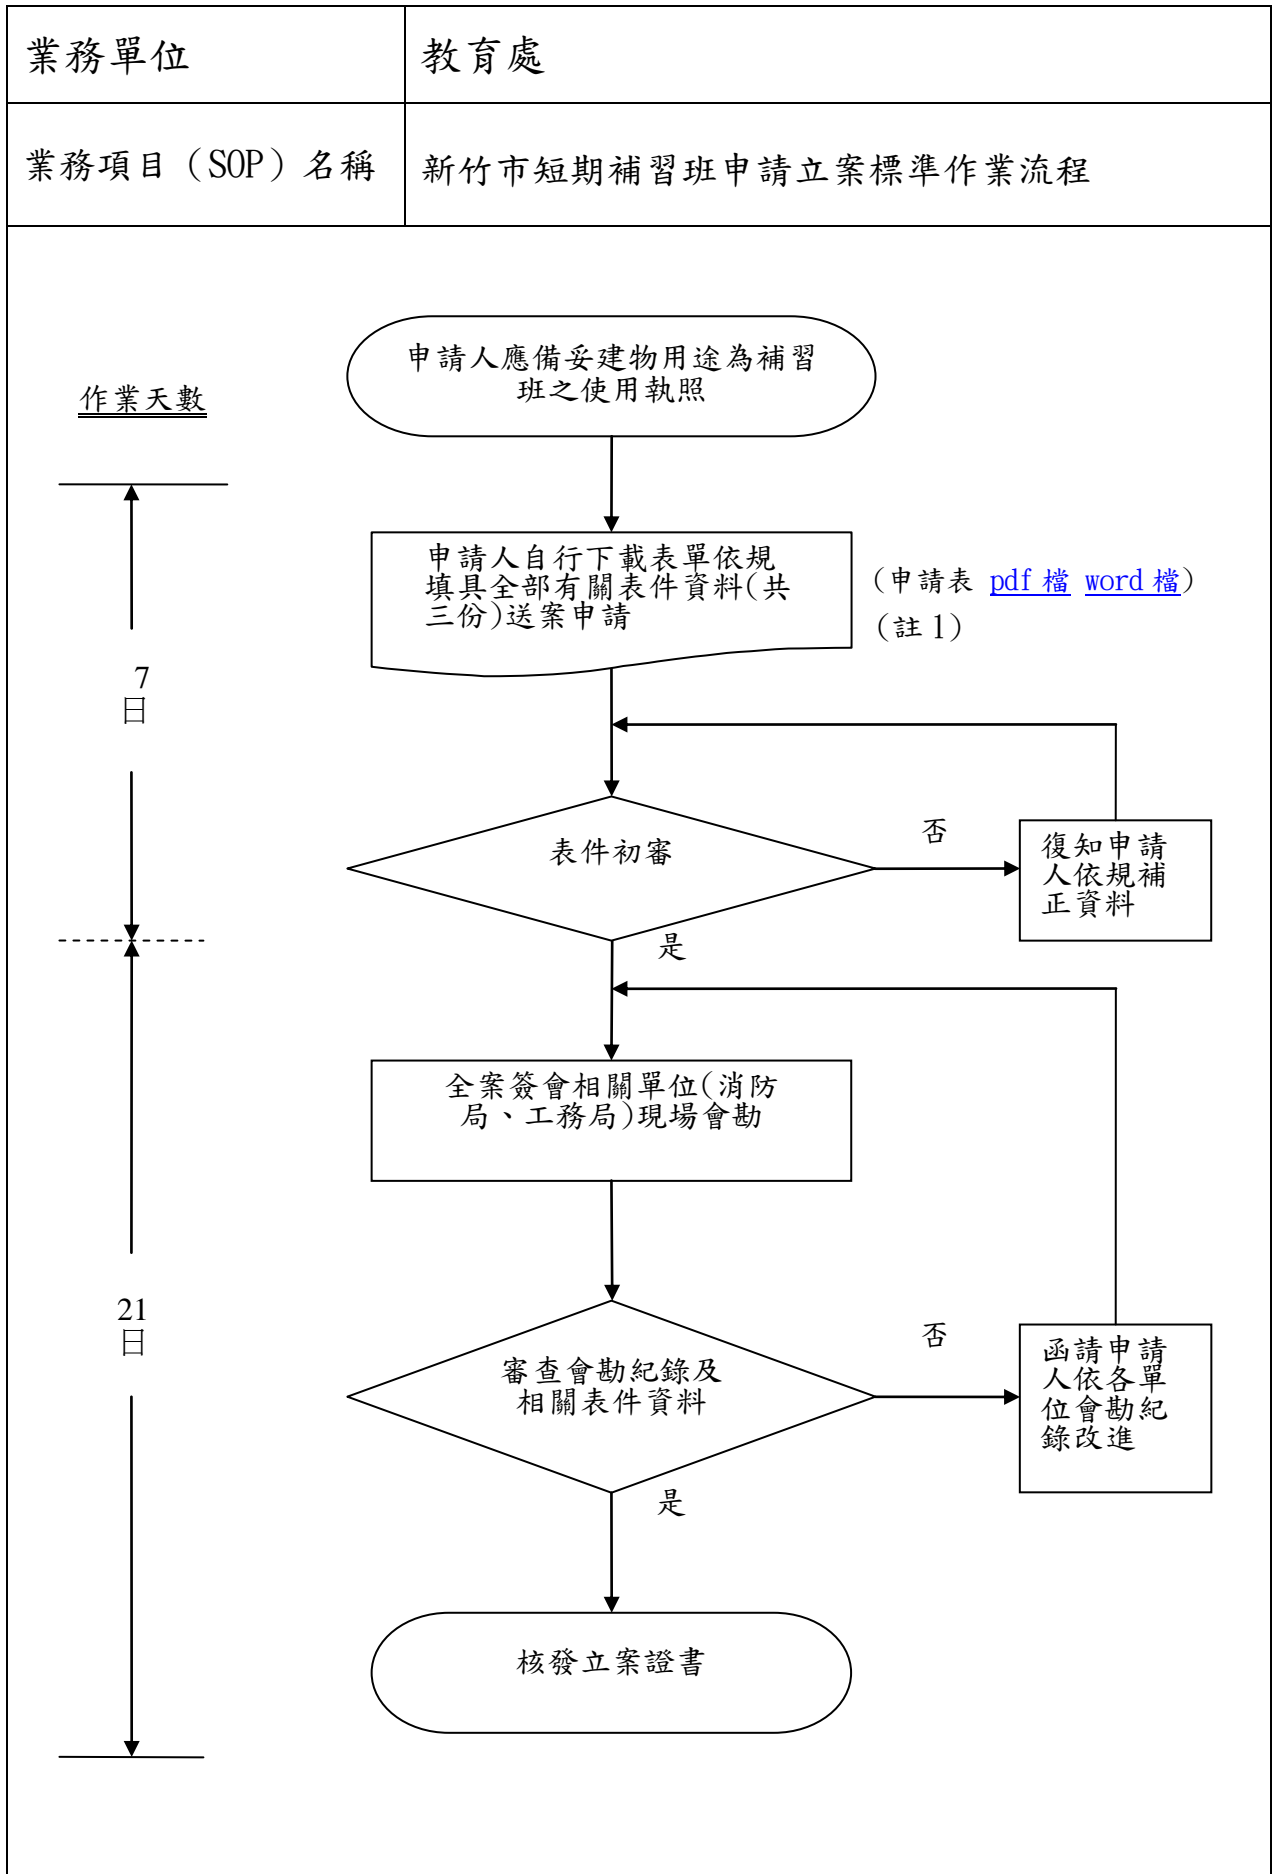 業務單位
教育處
業務項目（SOP）名稱
新竹市短期補習班申請立案標準作業流程
申請人應備妥建物用途為補習
班之使用執照
作業天數
申請人自行下載表單依規
填具全部有關表件資料(共
三份)送案申請
(申請表 pdf 檔 word 檔)
(註 1)
7
日
表件初審
否
復知申請
人依規補
正資料
是
全案簽會相關單位(消防
局、工務局)現場會勘
21
日
審查會勘紀錄及
相關表件資料
否
函請申請
人依各單
位會勘紀
錄改進
是
核發立案證書